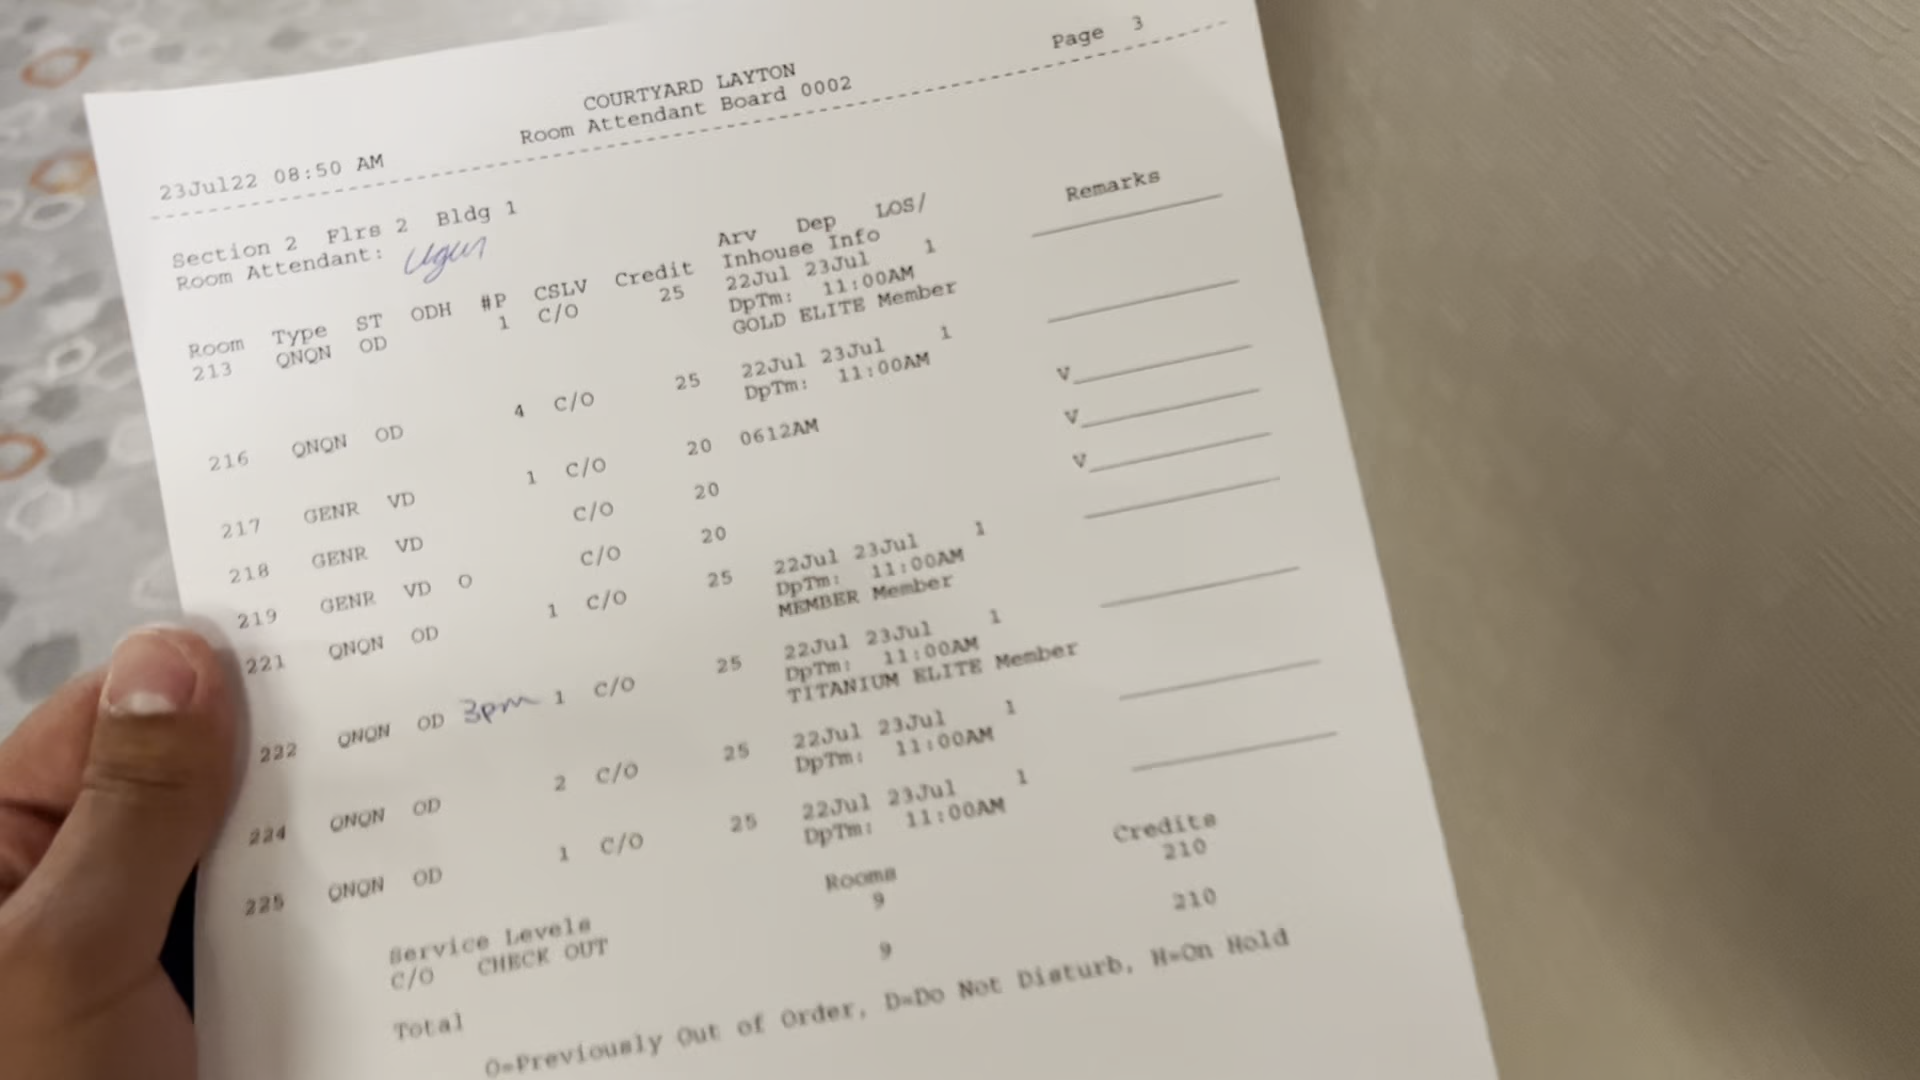 Page 3
COURTYARD LAYTON
Room Attendant Board 0002
23Jul22 08:50 AM
Section 2 Flrs 2 Bldg 1
Room Attendant: Ugur
Arv Dep LOS/ Remarks
Room Type ST ODH #P CSLV Credit Inhouse Info
213 QNQN OD 1 C/O 25 22Jul 23Jul 1
DpTm: 11:00AM
GOLD ELITE Member
216 QNQN OD 4 C/O 25 22Jul 23Jul 1
DpTm: 11:00AM
217 GENR VD 1 C/O 20 0612AM V
218 GENR VD C/O 20 V
219 GENR VD O C/O 20 V
221 QNQN OD 1 C/O 25 22Jul 23Jul 1
DpTm: 11:00AM
MEMBER Member
222 QNQN OD 3pm 1 C/O 25 22Jul 23Jul 1
DpTm: 11:00AM
TITANIUM ELITE Member
224 QNQN OD 2 C/O 25 22Jul 23Jul 1
DpTm: 11:00AM
225 QNQN OD 1 C/O 25 22Jul 23Jul 1
DpTm: 11:00AM
Service Levels Rooms Credits
C/O CHECK OUT 9 210
Total 9 210
O=Previously Out of Order, D=Do Not Disturb, H=On Hold